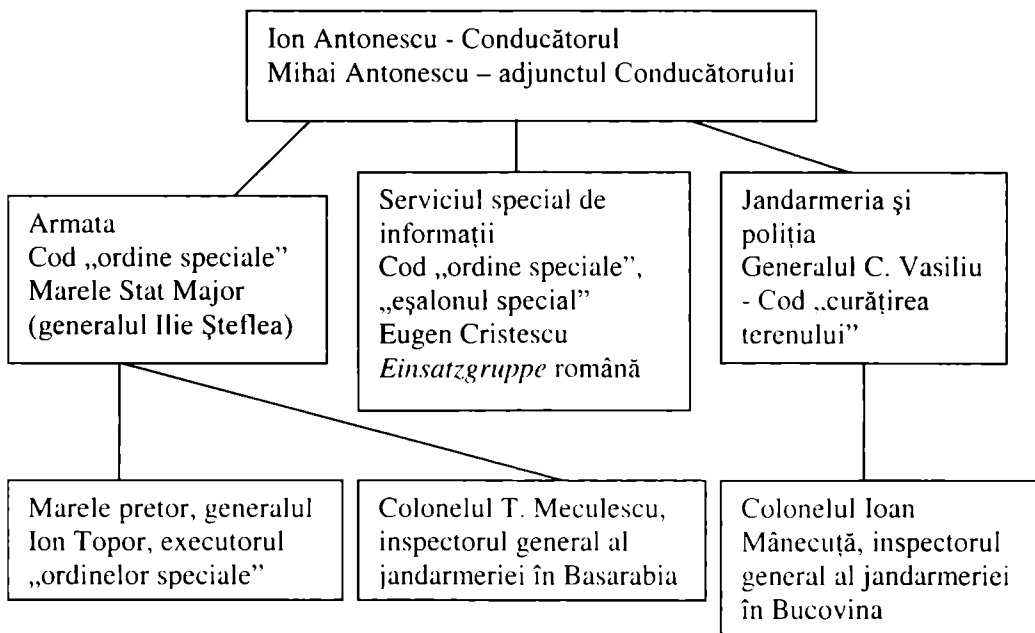 Ion Antonescu - Conducătorul
Mihai Antonescu – adjunctul Conducătorului
Armata
Cod „ordine speciale”
Marele Stat Major
(generalul Ilie Şteflea)
Serviciul special de
informații
Cod „ordine speciale”,
„eşalonul special”
Eugen Cristescu
Einsatzgruppe română
Jandarmeria şi
poliția
Generalul C. Vasiliu
- Cod „curățirea
terenului”
Marele pretor, generalul
Ion Topor, executorul
„ordinelor speciale”
Colonelul T. Meculescu,
inspectorul general al
jandarmeriei în Basarabia
Colonelul Ioan
Mânecuță, inspectorul
general al jandarmeriei
în Bucovina